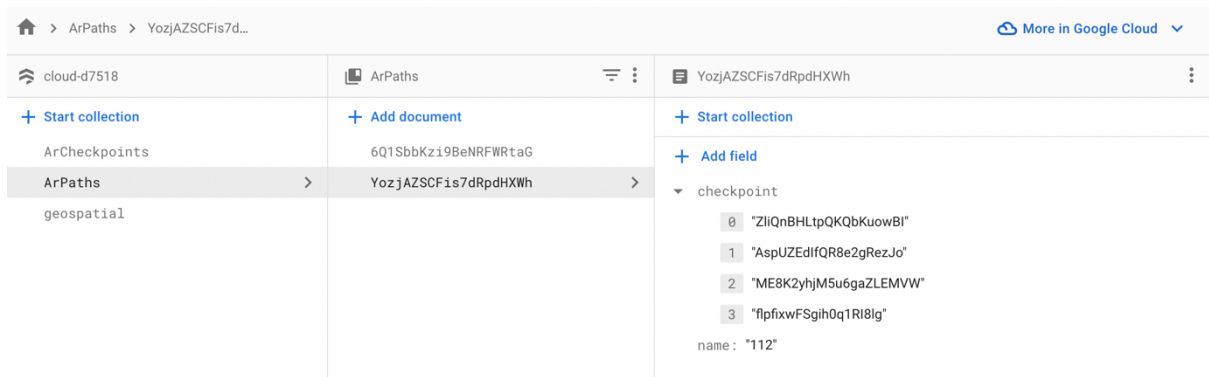 ArPaths > YozjAZSCFis7d...
More in Google Cloud
cloud-d7518
Start collection
ArCheckpoints
ArPaths
geospatial
ArPaths
Add document
6Q1SbbKzi9BeNRFWRtaG
YozjAZSCFis7dRpdHXWh
YozjAZSCFis7dRpdHXWh
Start collection
Add field
checkpoint
0 "ZliQnBHLtpQKQbKuowBI"
1 "AspUZEdIfQR8e2gRezJo"
2 "ME8K2yhjM5u6gaZLEMVW"
3 "flpfixwFSgih0q1RI8lg"
name: "112"